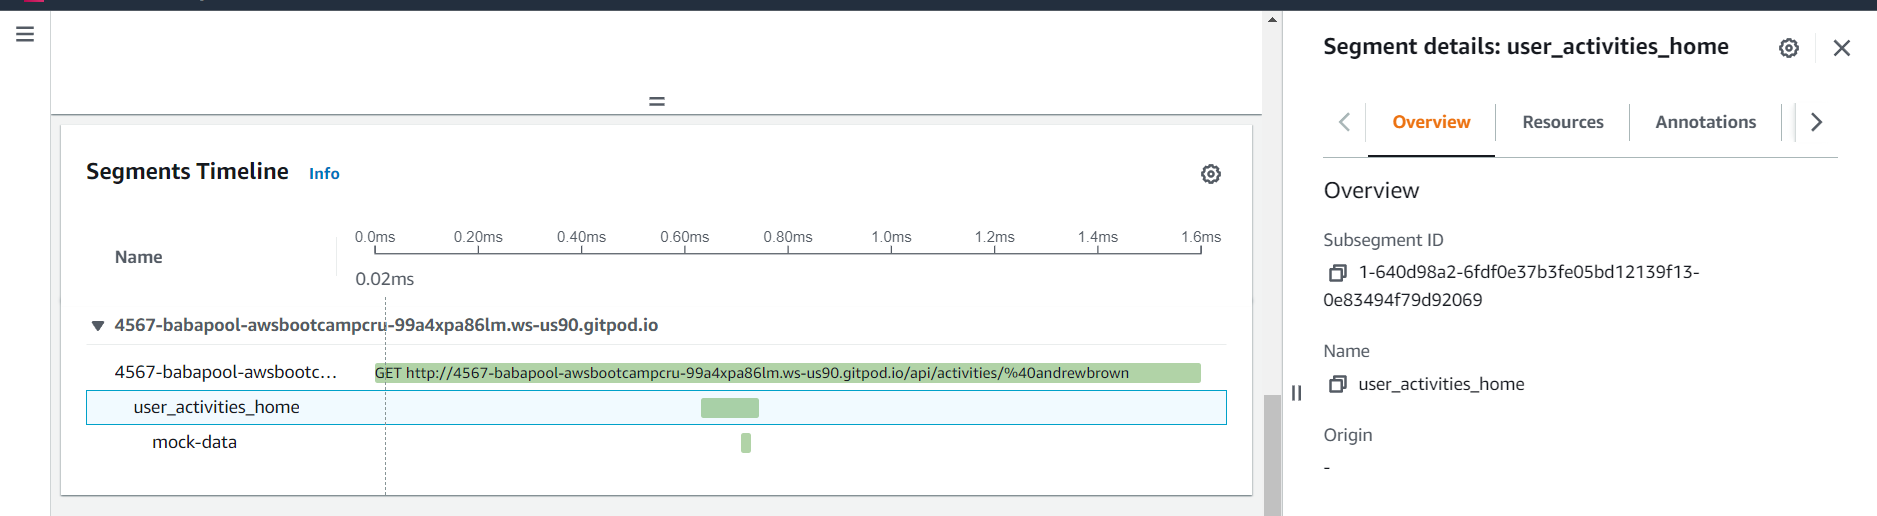 Segments Timeline Info
0.0ms 0.20ms 0.40ms 0.60ms 0.80ms 1.0ms 1.2ms 1.4ms 1.6ms
Name
0.02ms
4567-babapool-awsbootcampcru-99a4xpa86lm.ws-us90.gitpod.io
4567-babapool-awsbootc... GET http://4567-babapool-awsbootcampcru-99a4xpa86lm.ws-us90.gitpod.io/api/activities/%40andrewbrown
user_activities_home
mock-data
Segment details: user_activities_home
Overview Resources Annotations
Overview
Subsegment ID
1-640d98a2-6fdf0e37b3fe05bd12139f13-
0e83494f79d92069
Name
user_activities_home
Origin
-